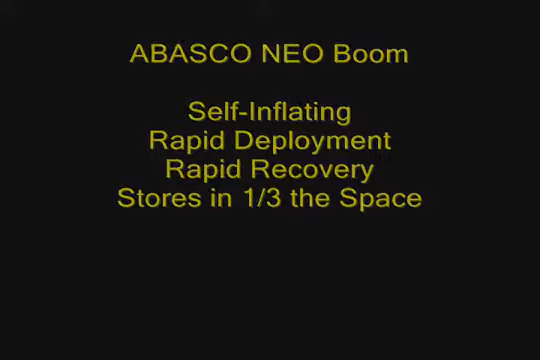 ABASCO NEO Boom
Self-Inflating
Rapid Deployment
Rapid Recovery
Stores in 1/3 the Space